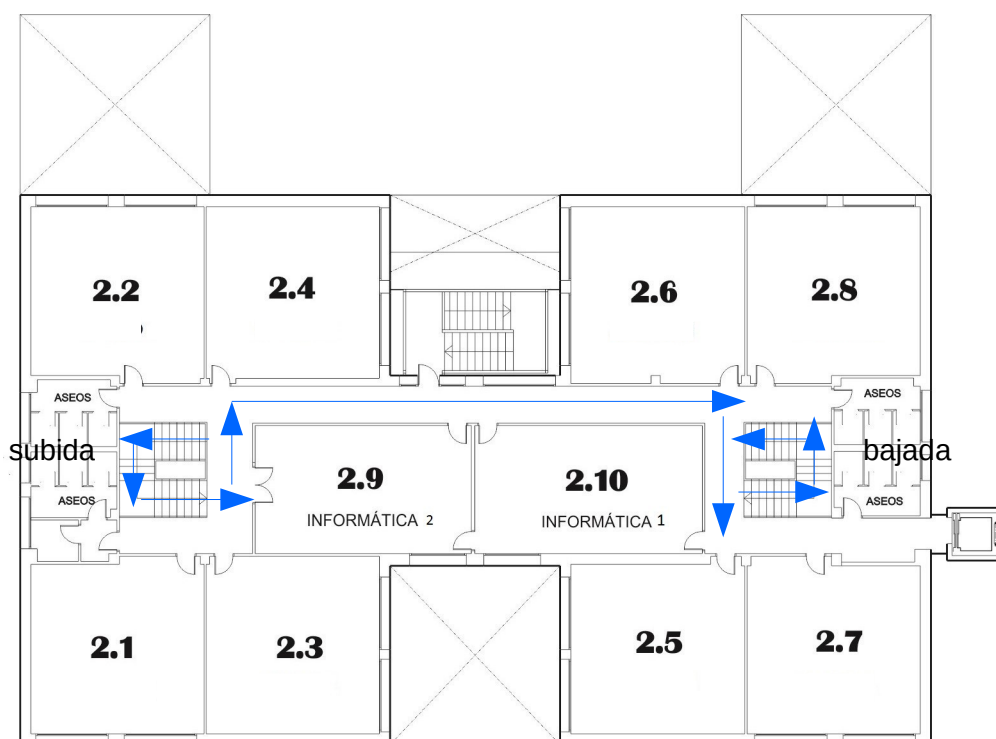 2.2
2.4
2.6
2.8
ASEOS
ASEOS
subida
bajada
2.9
2.10
ASEOS
ASEOS
INFORMÁTICA 2
INFORMÁTICA 1
2.1
2.3
2.5
2.7